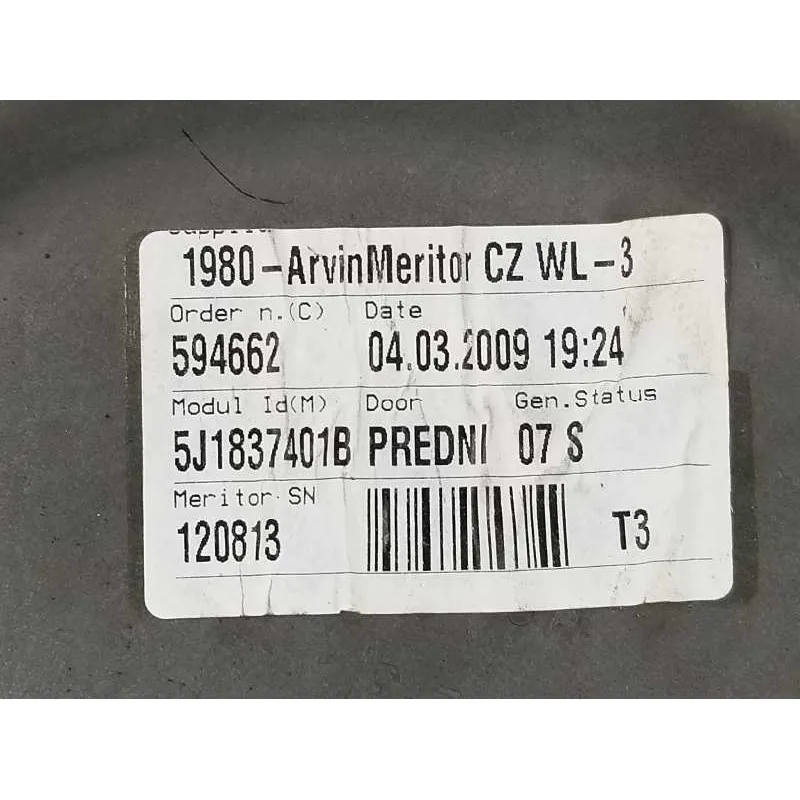 1980-ArvinMeritor CZ WL-3
Order n.(C) Date
594662 04.03.2009 19:24
Modul Id(M) Door Gen.Status
5J1837401B PREDNI 07 S
Meritor SN
120813 T3